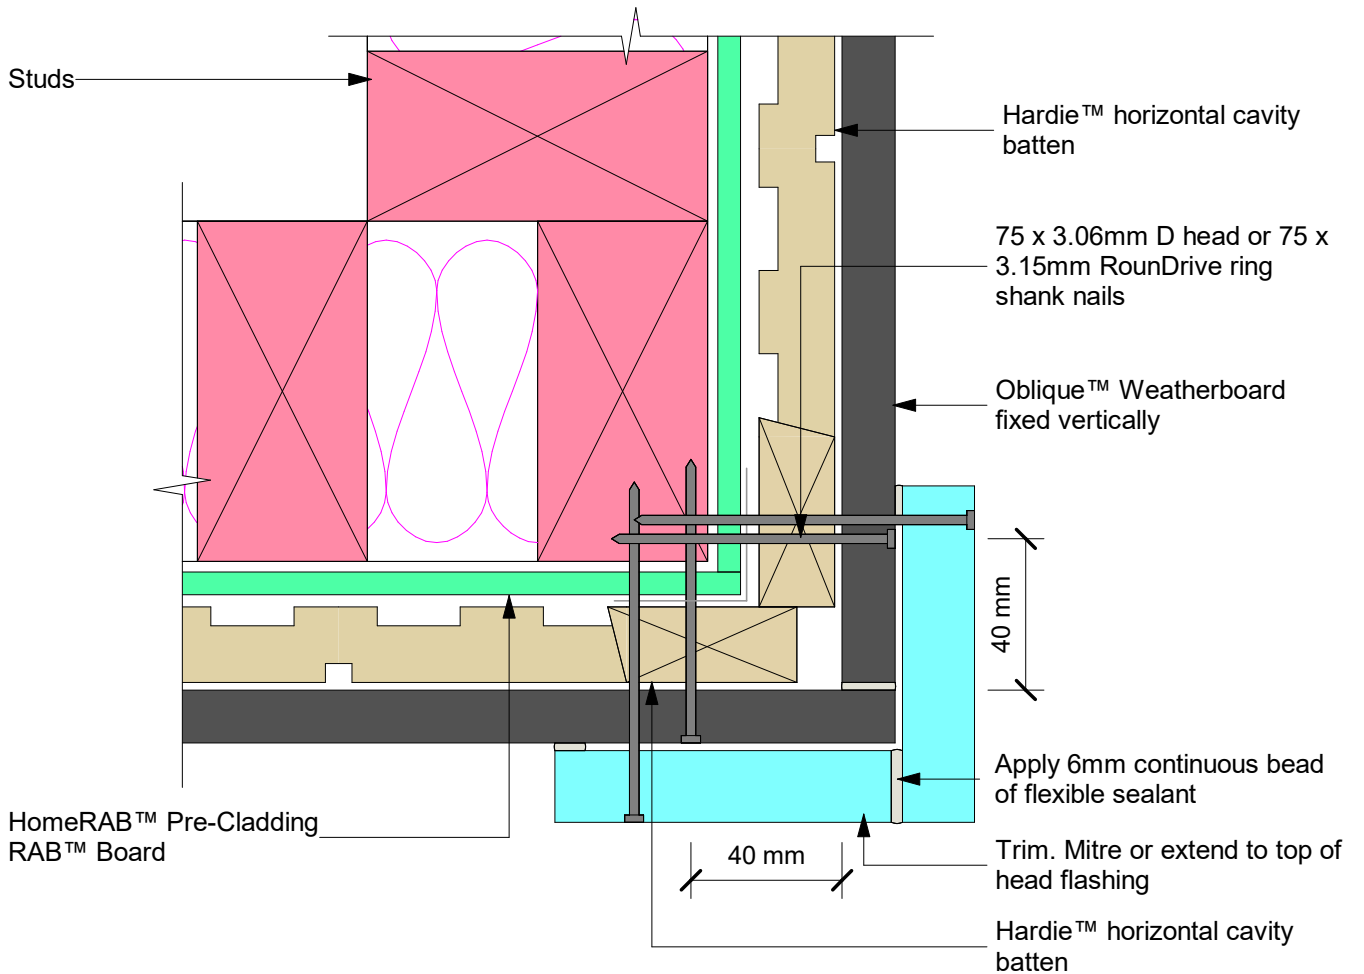 Studs
Hardie™ horizontal cavity
batten
75 x 3.06mm D head or 75 x
3.15mm RounDrive ring
shank nails
Oblique™ Weatherboard
fixed vertically
40 mm
Apply 6mm continuous bead
of flexible sealant
HomeRAB™ Pre-Cladding
RAB™ Board
40 mm
Trim. Mitre or extend to top of
head flashing
Hardie™ horizontal cavity
batten